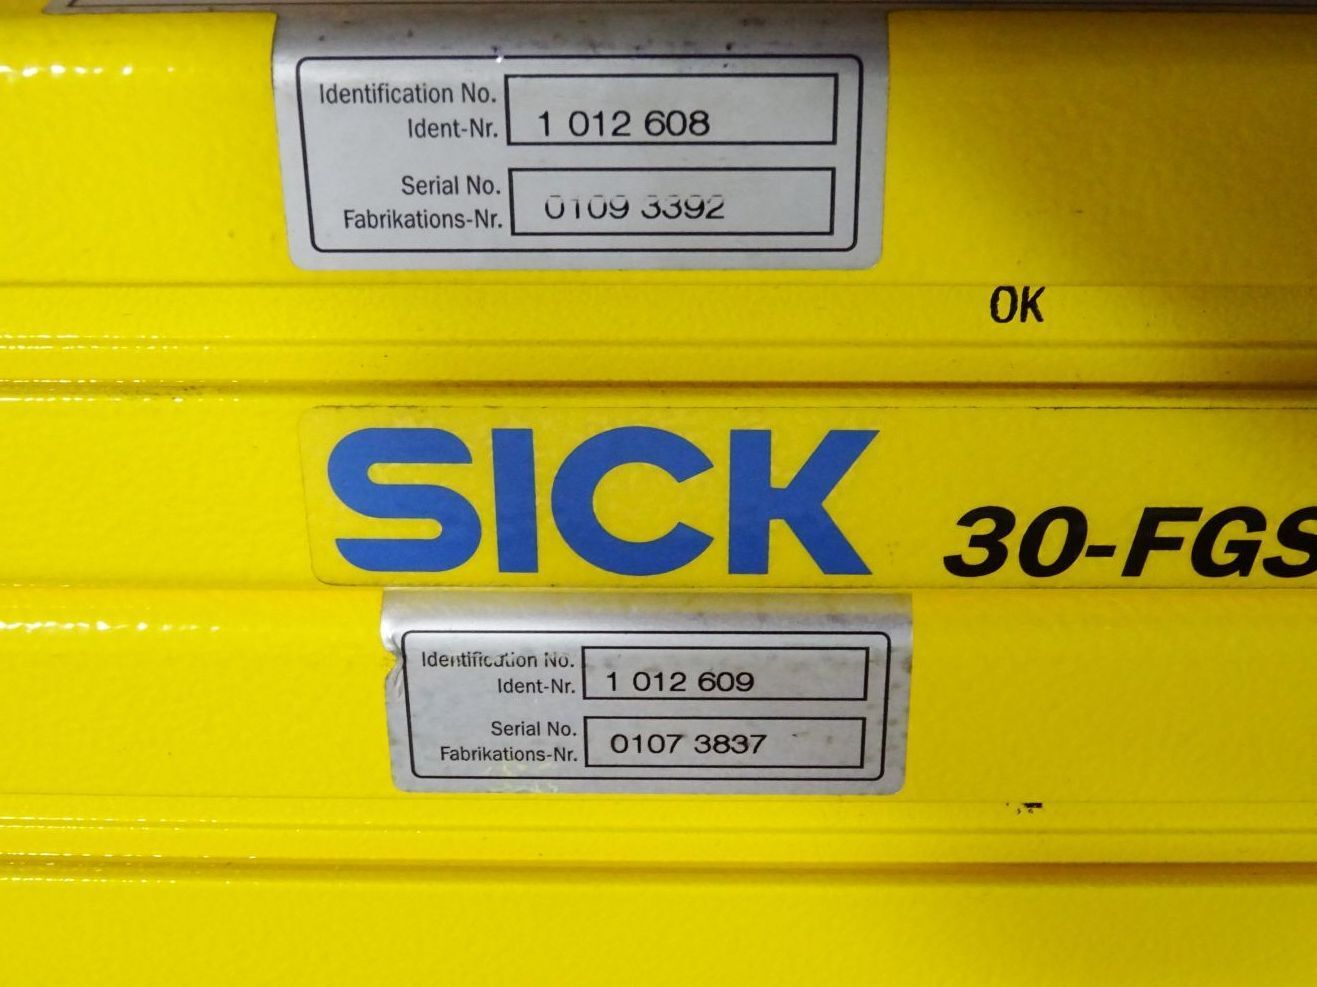 Identification No.
Ident-Nr. 1 012 608
Serial No.
Fabrikations-Nr. 0109 3392
OK
SICK 30-FGS
Identification No.
Ident-Nr. 1 012 609
Serial No.
Fabrikations-Nr. 0107 3837